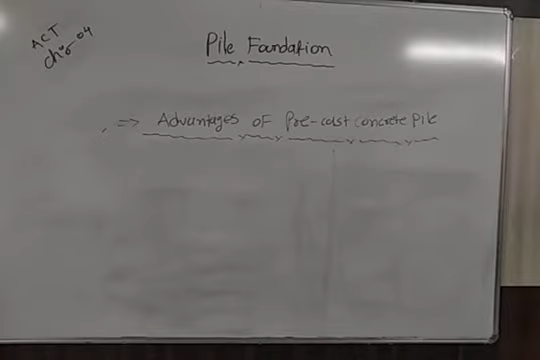 ACT
ch:-04
Pile Foundation
⇒ Advantages of Pre-cast concrete pile